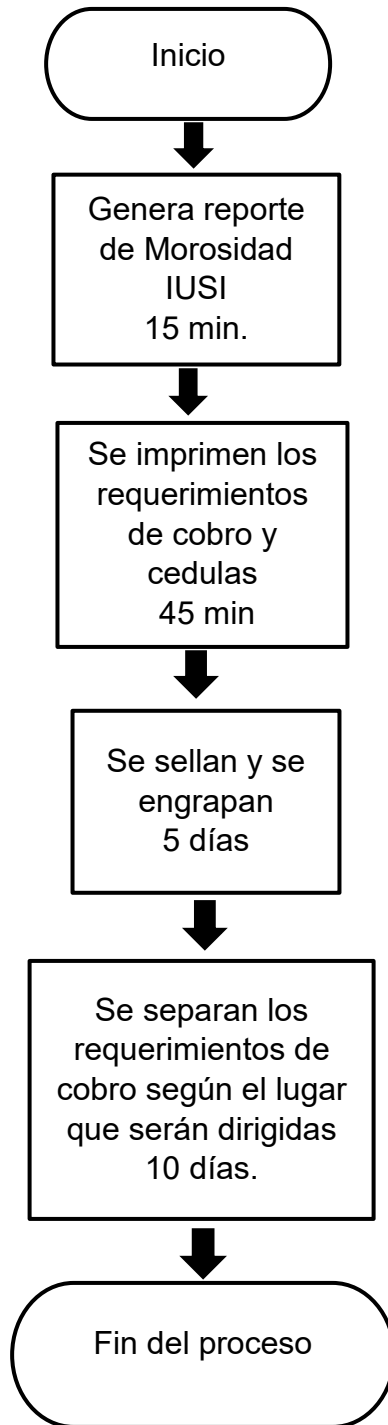 Inicio
Genera reporte
de Morosidad
IUSI
15 min.
Se imprimen los
requerimientos
de cobro y
cedulas
45 min
Se sellan y se
engrapan
5 días
Se separan los
requerimientos de
cobro según el lugar
que serán dirigidas
10 días.
Fin del proceso